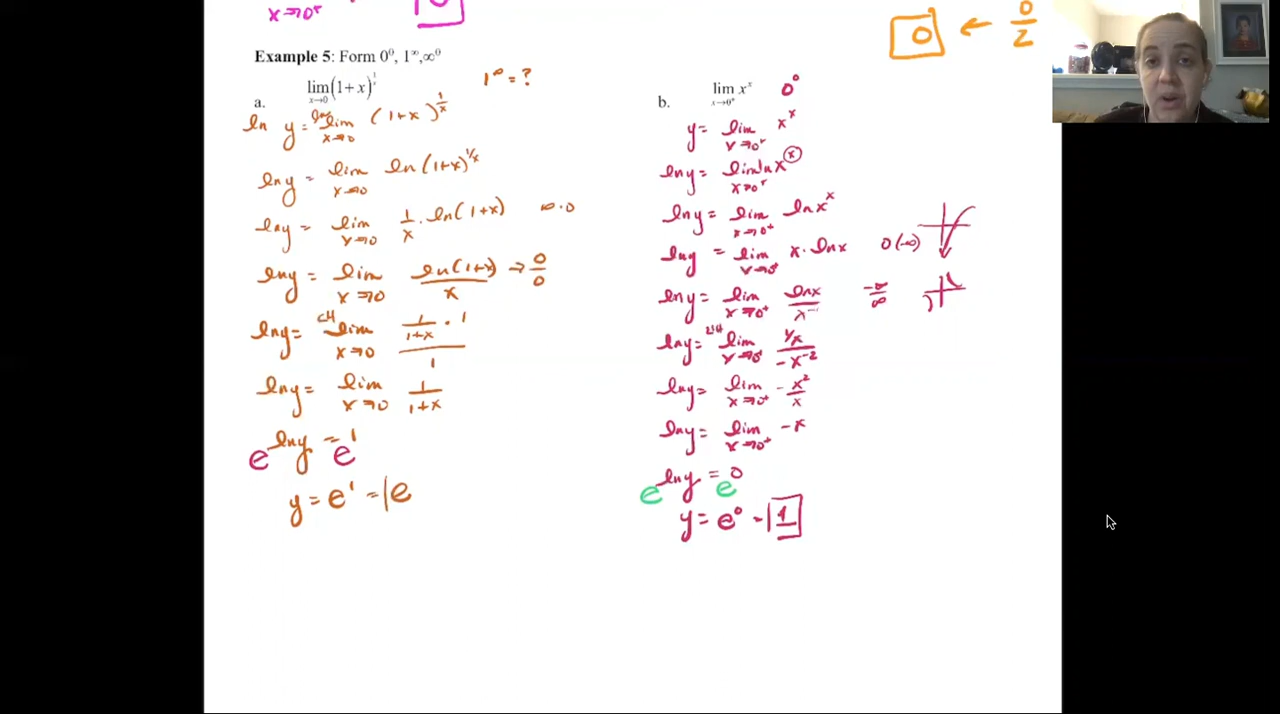 x→0⁺
0 ← 0/2
Example 5: Form 0⁰, 1^∞, ∞⁰
1^∞ = ?
a. lim x→0 (1 + x)^(1/x)
ln y = ln lim x→0 (1+x)^(1/x)
ln y = lim x→0 ln(1+x)^(1/x)
ln y = lim x→0 1/x · ln(1+x) ∞·0
ln y = lim x→0 ln(1+x)/x → 0/0
ln y = L'H lim x→0 (1/(1+x) · 1)/1
ln y = lim x→0 1/(1+x)
e^(ln y) = e^1
y = e^1 = e
b. lim x→0⁺ x^x 0⁰
y = lim x→0⁺ x^x
ln y = lim x→0⁺ ln x^x
ln y = lim x→0⁺ ln x^x
ln y = lim x→0⁺ x · ln x 0(-∞)
ln y = lim x→0⁺ ln x / x⁻¹ -∞/∞
ln y = L'H lim x→0⁺ (1/x)/(-x⁻²)
ln y = lim x→0⁺ -x²/x
ln y = lim x→0⁺ -x
e^(ln y) = e^0
y = e⁰ = 1